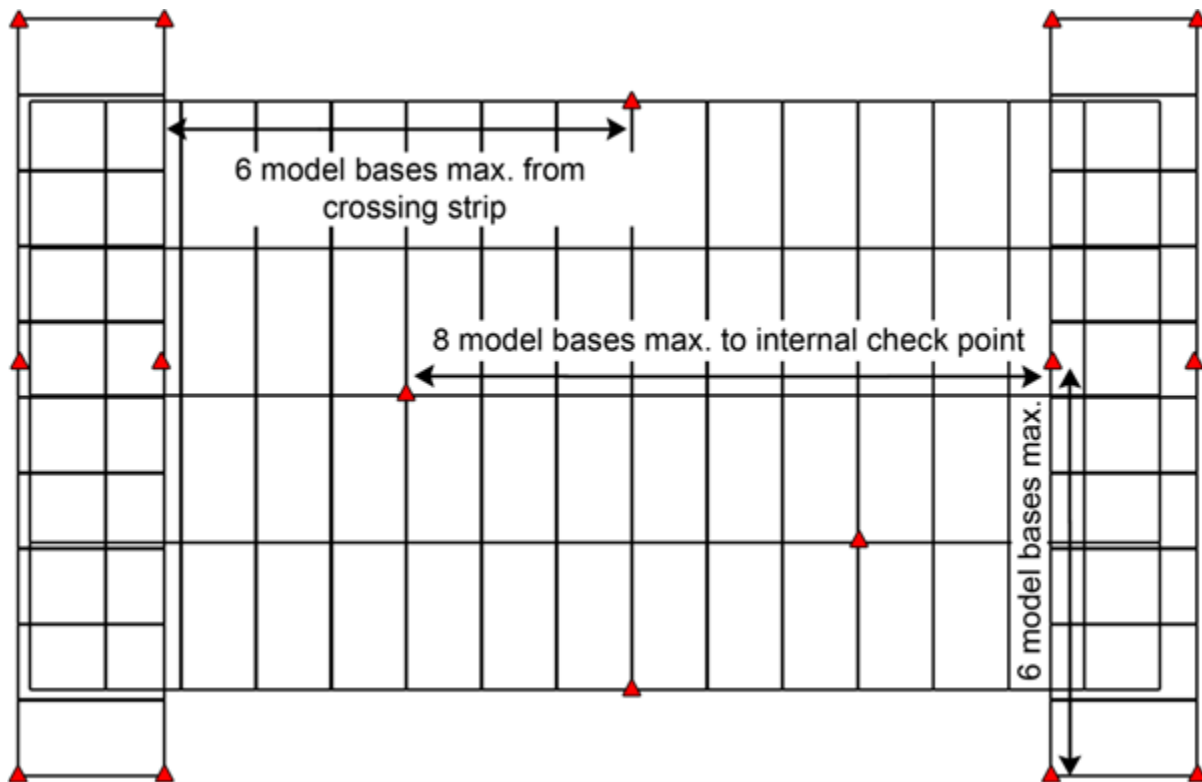 6 model bases max. from
crossing strip
8 model bases max. to internal check point
6 model bases max.